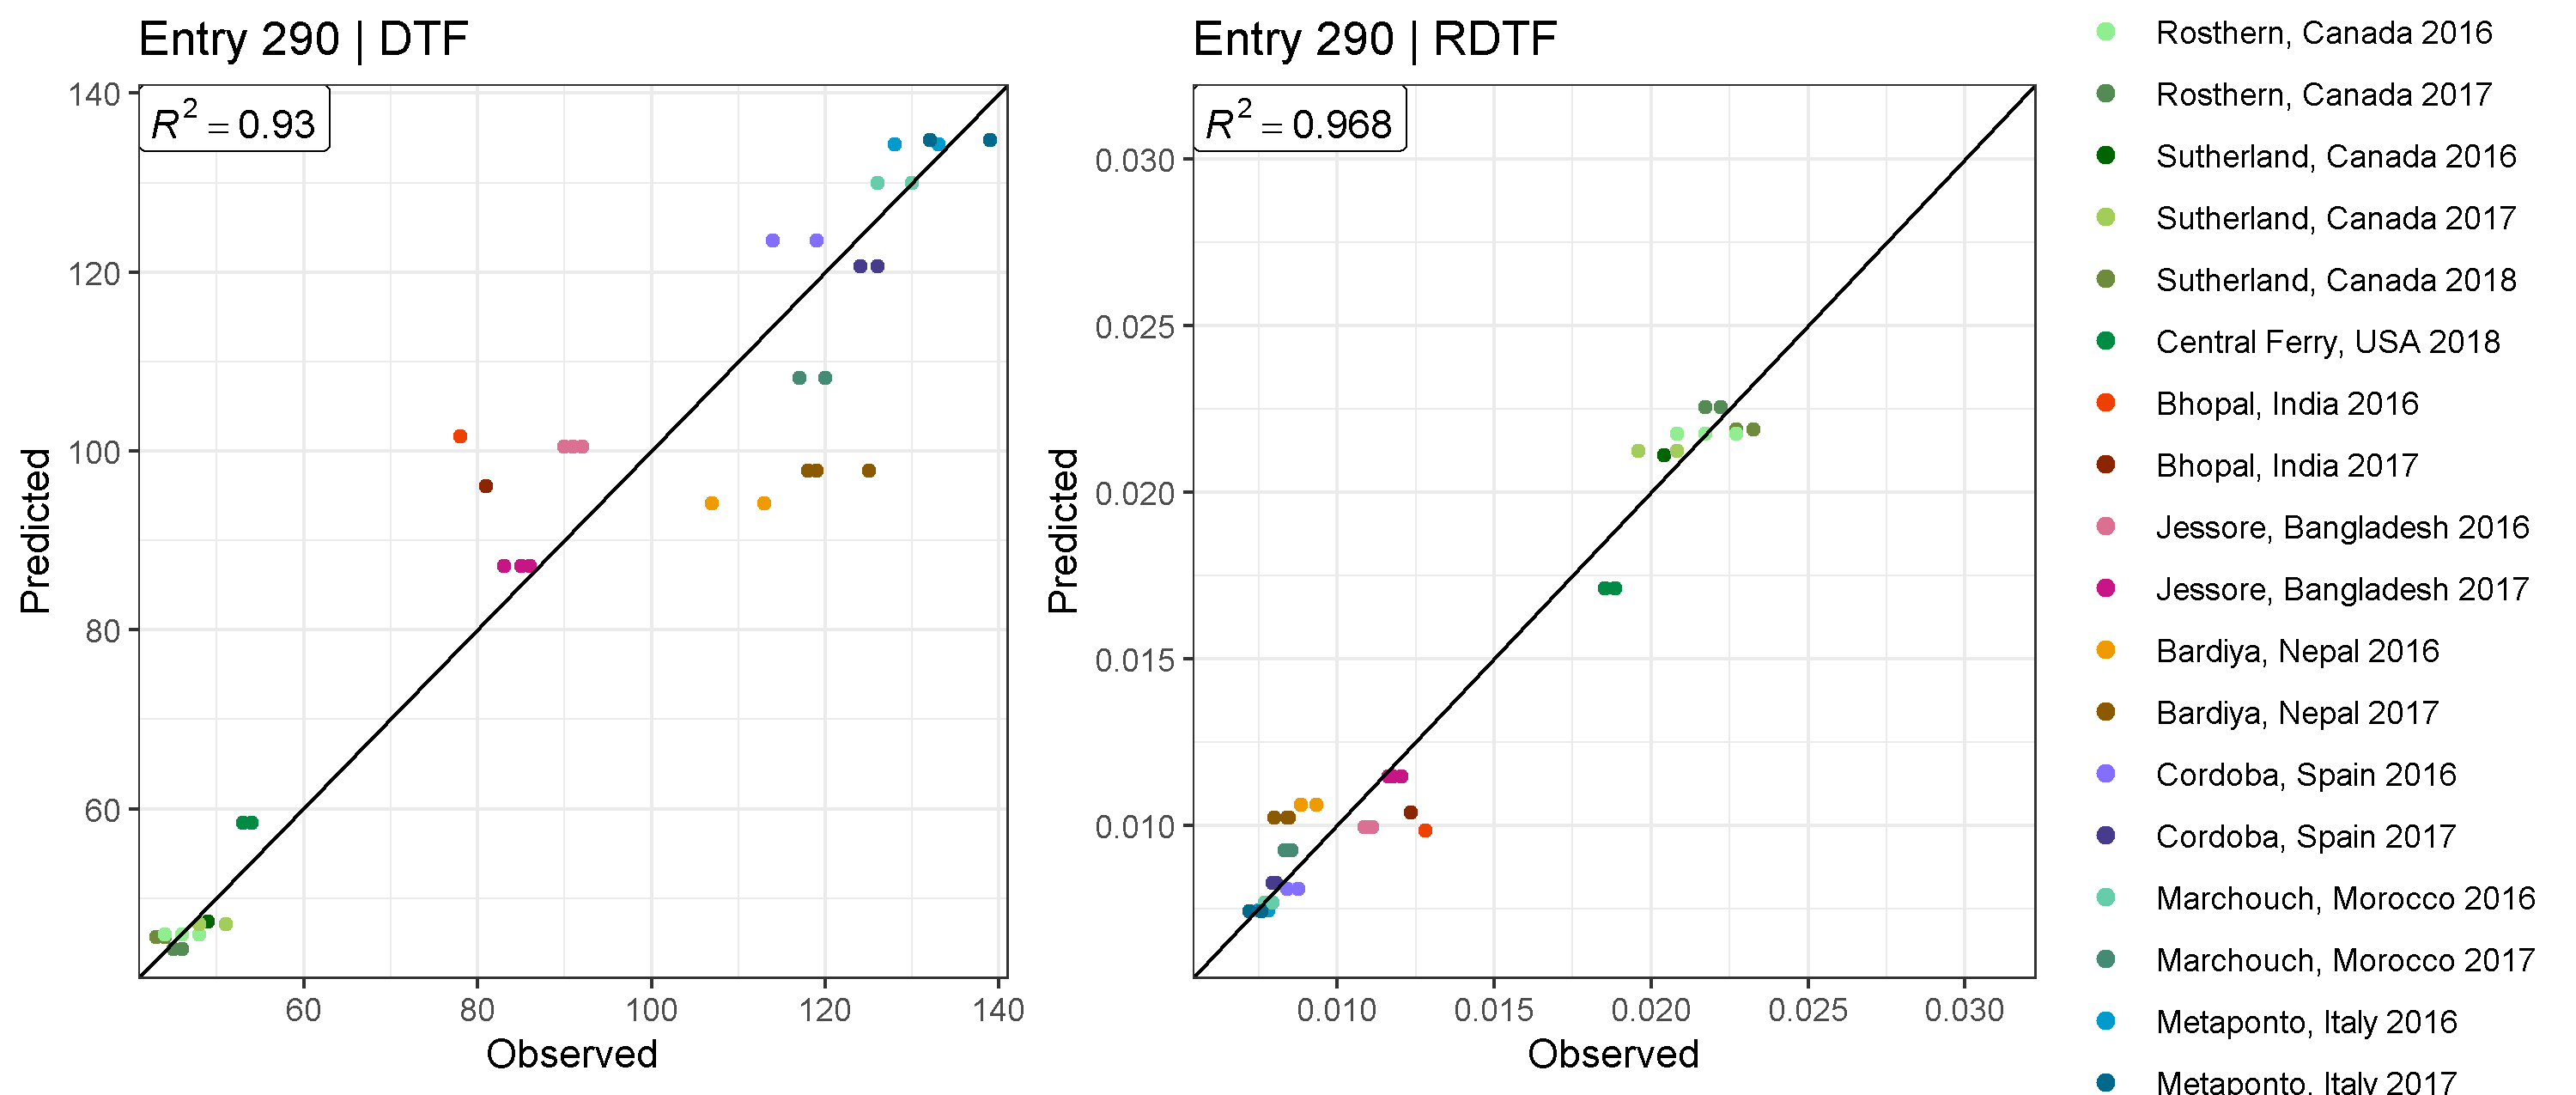 Entry 290 | DTF
R² = 0.93
140
120
100
80
60
Predicted
60 80 100 120 140
Observed
Entry 290 | RDTF
R² = 0.968
0.030
0.025
0.020
0.015
0.010
Predicted
0.010 0.015 0.020 0.025 0.030
Observed
Rosthern, Canada 2016
Rosthern, Canada 2017
Sutherland, Canada 2016
Sutherland, Canada 2017
Sutherland, Canada 2018
Central Ferry, USA 2018
Bhopal, India 2016
Bhopal, India 2017
Jessore, Bangladesh 2016
Jessore, Bangladesh 2017
Bardiya, Nepal 2016
Bardiya, Nepal 2017
Cordoba, Spain 2016
Cordoba, Spain 2017
Marchouch, Morocco 2016
Marchouch, Morocco 2017
Metaponto, Italy 2016
Metaponto, Italy 2017